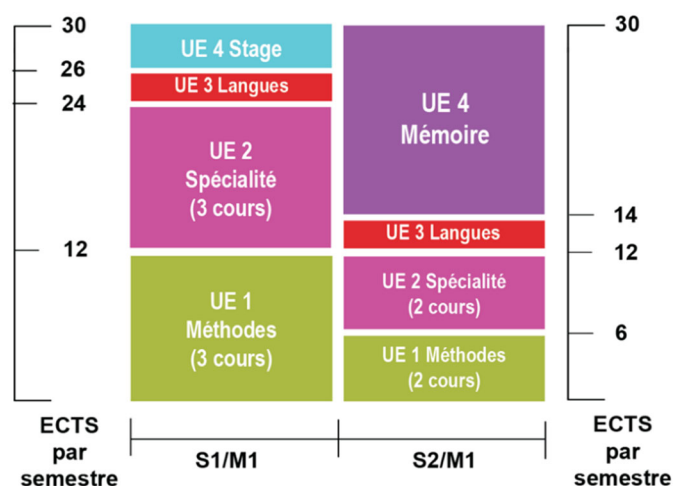 30
26
24
12
UE 4 Stage
UE 3 Langues
UE 2
Spécialité
(3 cours)
UE 1
Méthodes
(3 cours)
UE 4
Mémoire
UE 3 Langues
UE 2 Spécialité
(2 cours)
UE 1 Méthodes
(2 cours)
30
14
12
6
ECTS
par
semestre
S1/M1
S2/M1
ECTS
par
semestre